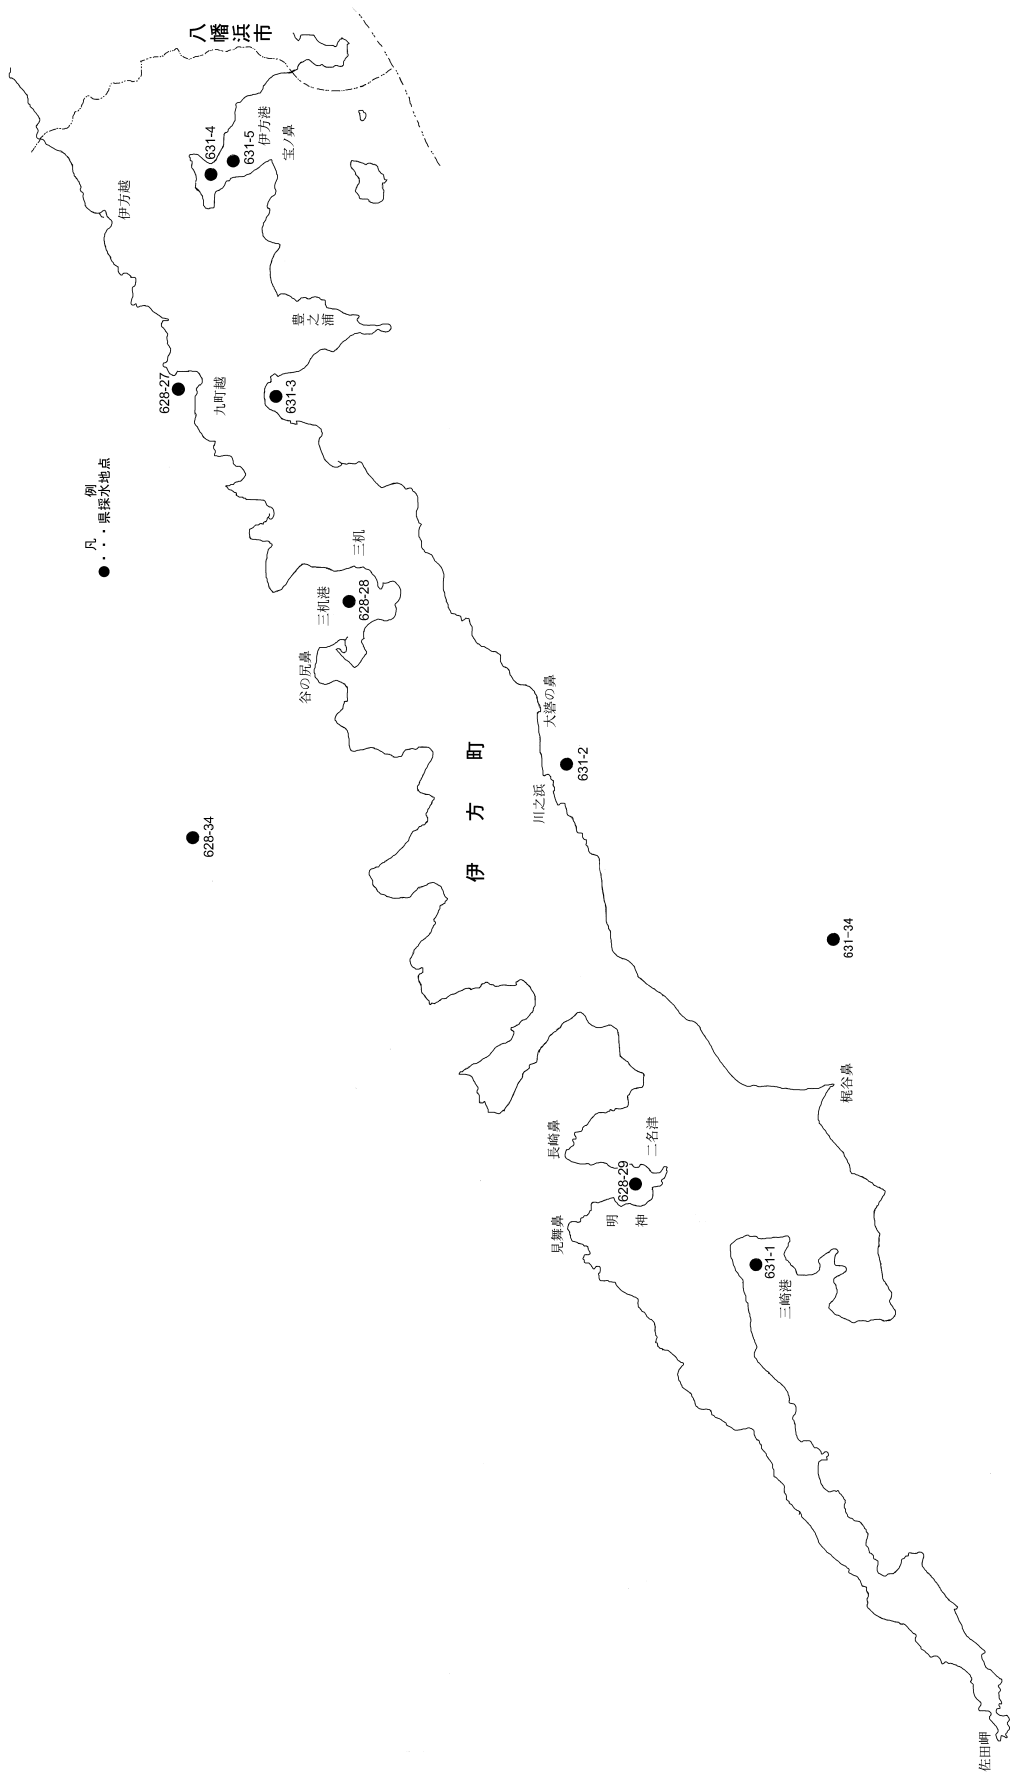 八幡浜市
631-4
631-5
伊方港
宝ノ鼻
伊方越
豊之浦
628-27
九町越
631-3
凡例
●・・・県採水地点
三机
三机港
628-28
谷の尻鼻
伊方町
大碆の鼻
631-2
川之浜
628-34
631-34
梶谷鼻
長崎鼻
二名津
628-29
見舞鼻
明神
631-1
三崎港
佐田岬